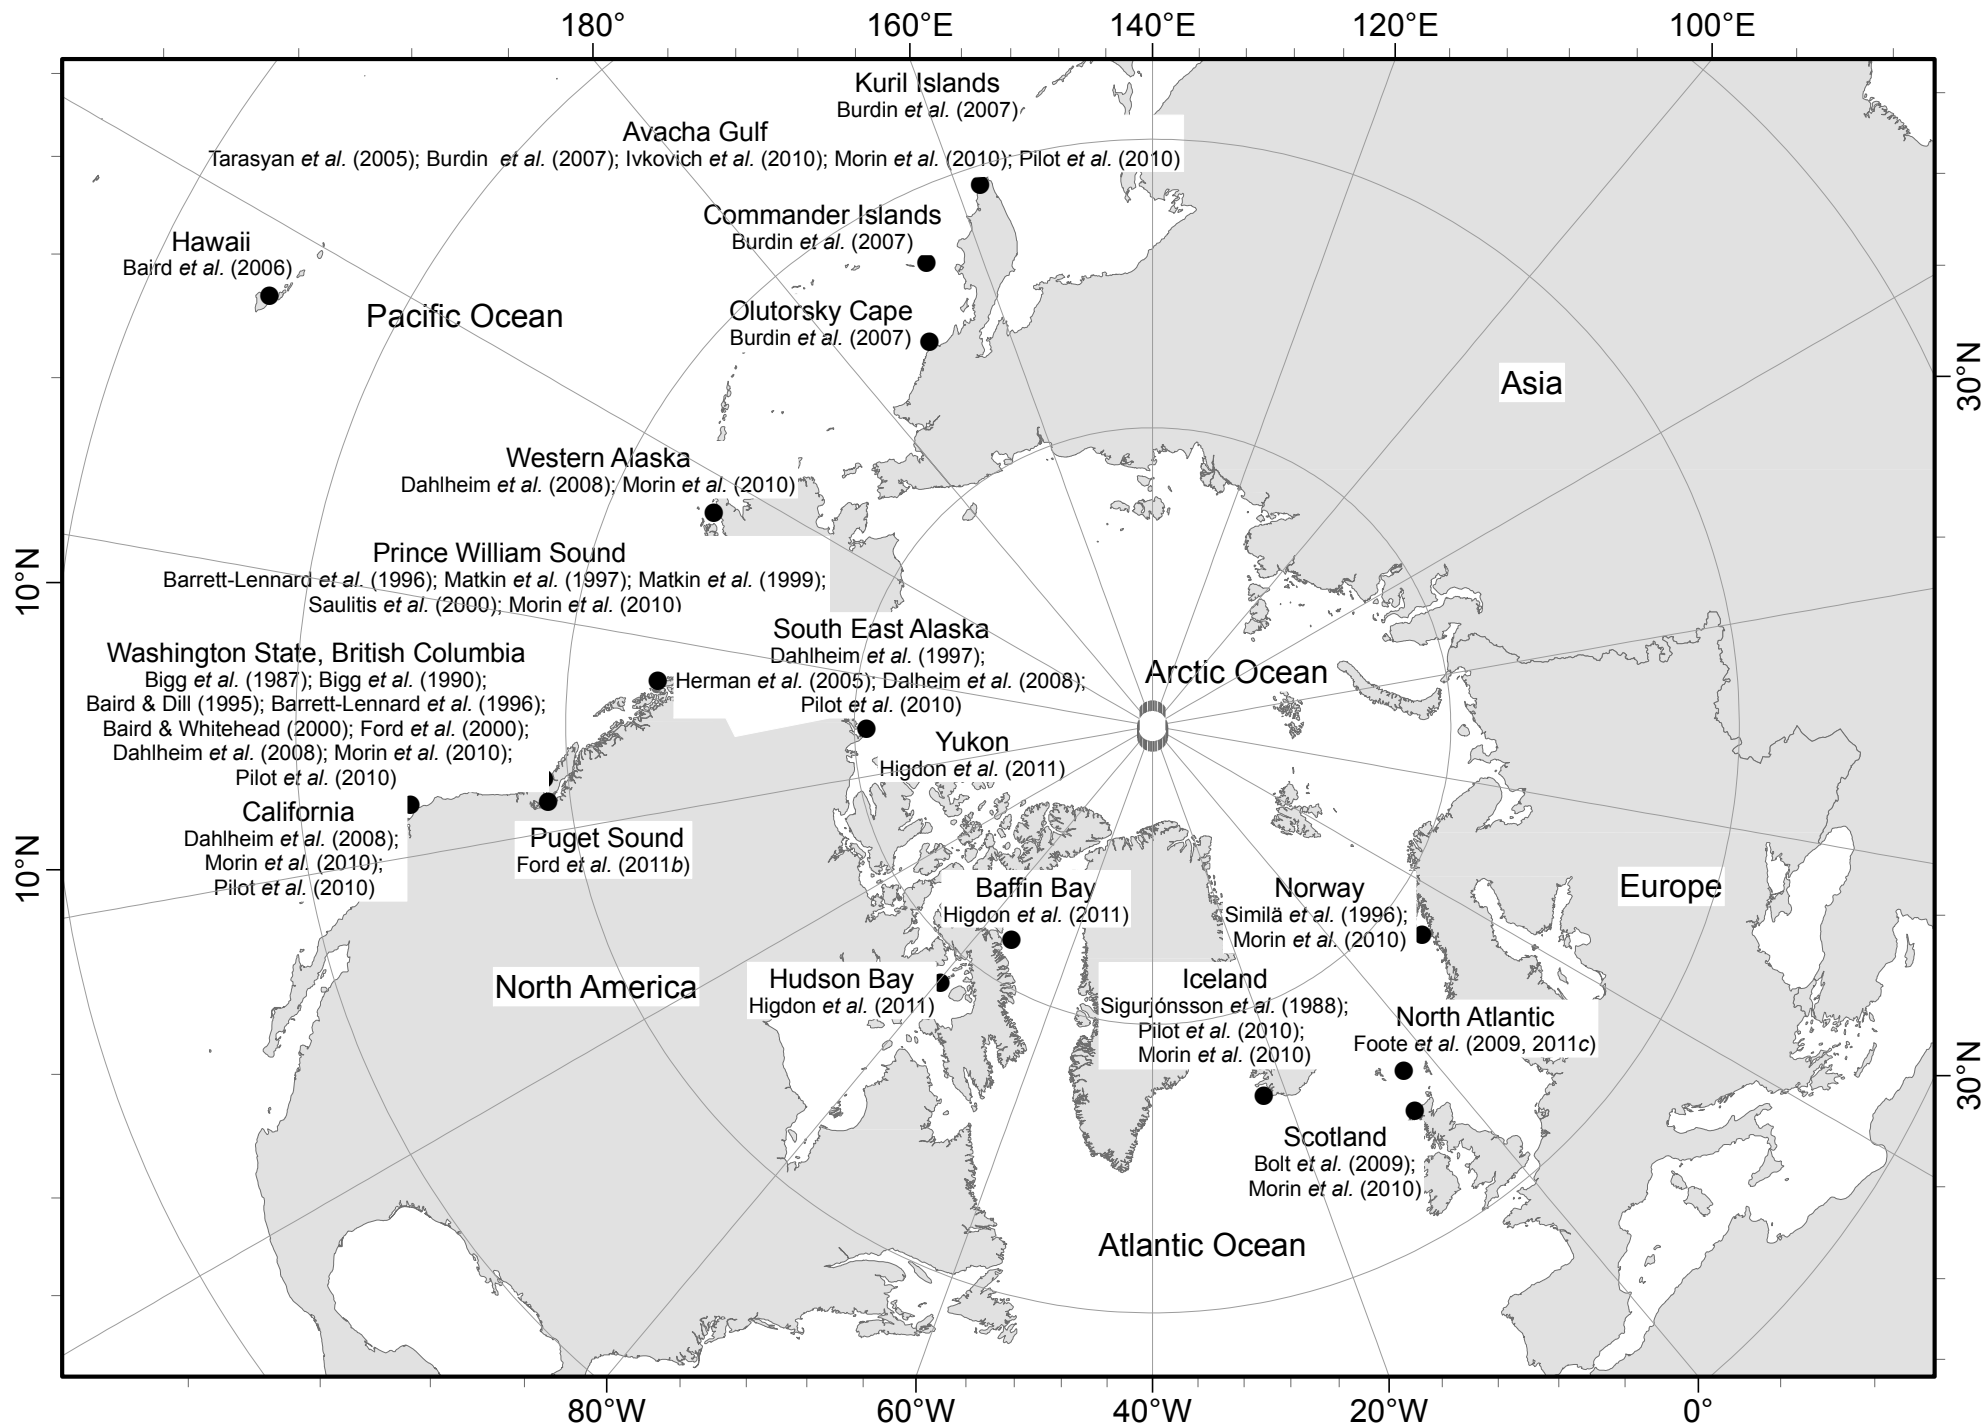 180°
160°E
140°E
120°E
100°E
Kuril Islands
Burdin et al. (2007)
Avacha Gulf
Tarasyan et al. (2005); Burdin et al. (2007); Ivkovich et al. (2010); Morin et al. (2010); Pilot et al. (2010)
Commander Islands
Burdin et al. (2007)
Hawaii
Baird et al. (2006)
Pacific Ocean
Olutorsky Cape
Burdin et al. (2007)
Asia
30°N
Western Alaska
Dahlheim et al. (2008); Morin et al. (2010)
Prince William Sound
Barrett-Lennard et al. (1996); Matkin et al. (1997); Matkin et al. (1999);
Saulitis et al. (2000); Morin et al. (2010)
10°N
South East Alaska
Dahlheim et al. (1997);
Herman et al. (2005); Dalheim et al. (2008);
Pilot et al. (2010)
Arctic Ocean
Washington State, British Columbia
Bigg et al. (1987); Bigg et al. (1990);
Baird & Dill (1995); Barrett-Lennard et al. (1996);
Baird & Whitehead (2000); Ford et al. (2000);
Dahlheim et al. (2008); Morin et al. (2010);
Pilot et al. (2010)
Yukon
Higdon et al. (2011)
California
Dahlheim et al. (2008);
Morin et al. (2010);
Pilot et al. (2010)
10°N
Puget Sound
Ford et al. (2011b)
Baffin Bay
Higdon et al. (2011)
Norway
Similä et al. (1996);
Morin et al. (2010)
Europe
North America
Hudson Bay
Higdon et al. (2011)
Iceland
Sigurjónsson et al. (1988);
Pilot et al. (2010);
Morin et al. (2010)
North Atlantic
Foote et al. (2009, 2011c)
30°N
Scotland
Bolt et al. (2009);
Morin et al. (2010)
Atlantic Ocean
80°W
60°W
40°W
20°W
0°